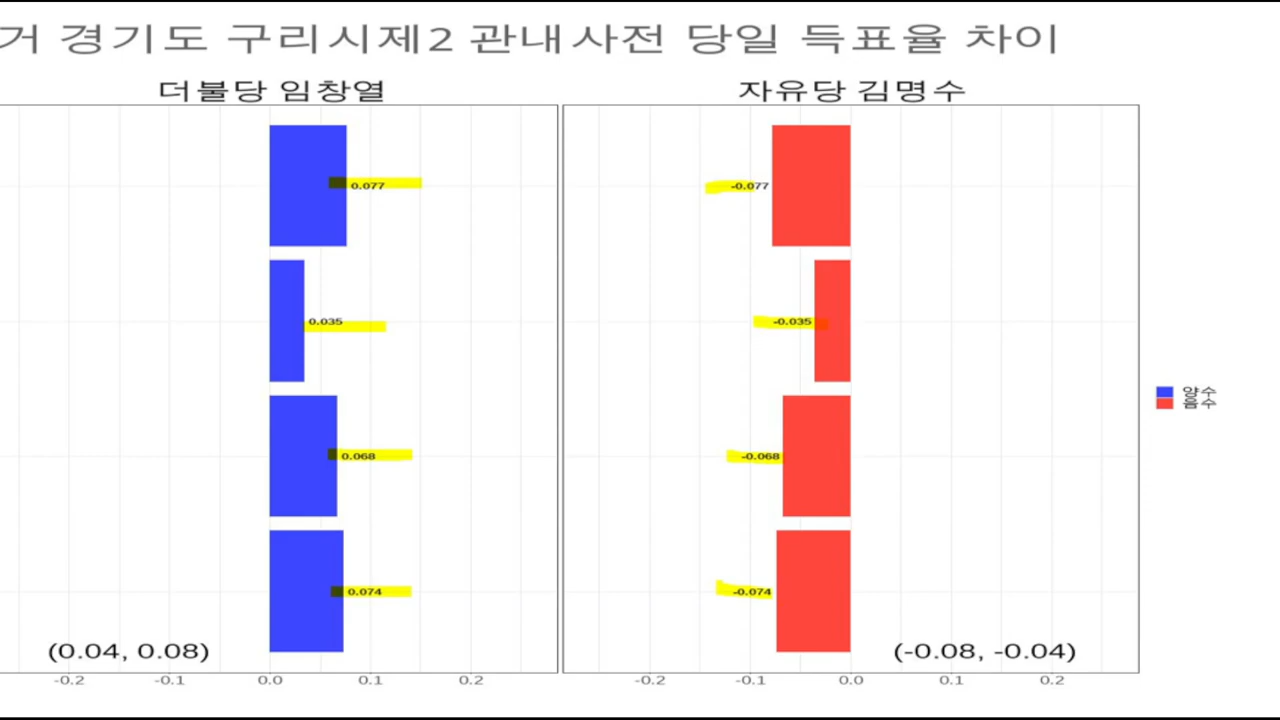 거 경기도 구리시제2 관내사전 당일 득표율 차이
더불당 임창열
자유당 김명수
0.077
-0.077
0.035
-0.035
양수
음수
0.068
-0.068
0.074
-0.074
(0.04, 0.08)
(-0.08, -0.04)
-0.2 -0.1 0.0 0.1 0.2
-0.2 -0.1 0.0 0.1 0.2